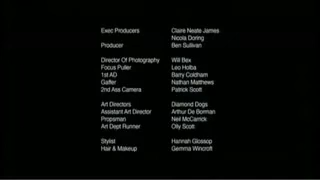 Exec Producers Claire Neate James
Nicola Doring
Producer Ben Sullivan
Director Of Photography Will Bex
Focus Puller Leo Holba
1st AD Barry Coldham
Gaffer Nathan Matthews
2nd Ass Camera Patrick Scott
Art Directors Diamond Dogs
Assistant Art Director Arthur De Borman
Propsman Neil McCarrick
Art Dept Runner Olly Scott
Stylist Hannah Glossop
Hair & Makeup Gemma Wincroft